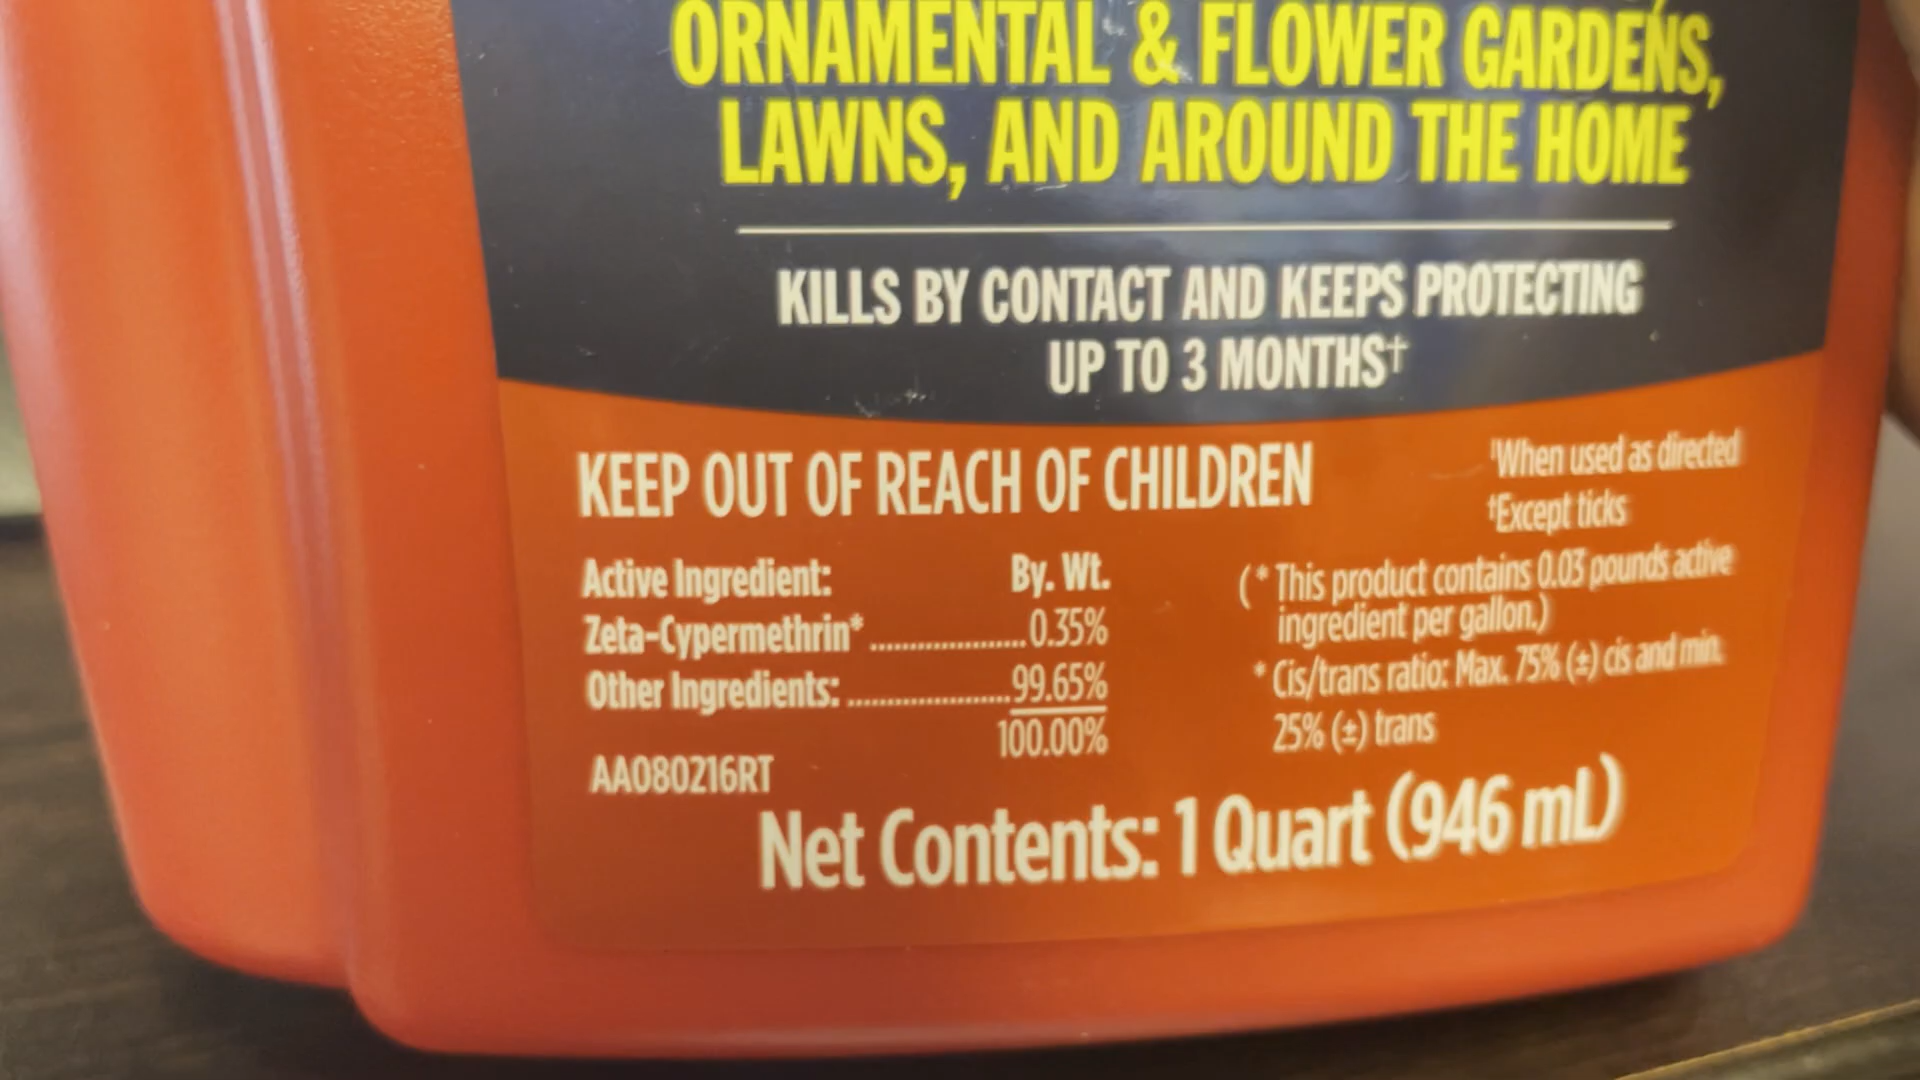 ORNAMENTAL & FLOWER GARDENS,
LAWNS, AND AROUND THE HOME
KILLS BY CONTACT AND KEEPS PROTECTING
UP TO 3 MONTHS†
KEEP OUT OF REACH OF CHILDREN
Active Ingredient: By. Wt.
Zeta-Cypermethrin* ....................0.35%
Other Ingredients: .....................99.65%
100.00%
AA080216RT
ꜝWhen used as directed
†Except ticks
(* This product contains 0.03 pounds active
ingredient per gallon.)
* Cis/trans ratio: Max. 75% (±) cis and min.
25% (±) trans
Net Contents: 1 Quart (946 mL)